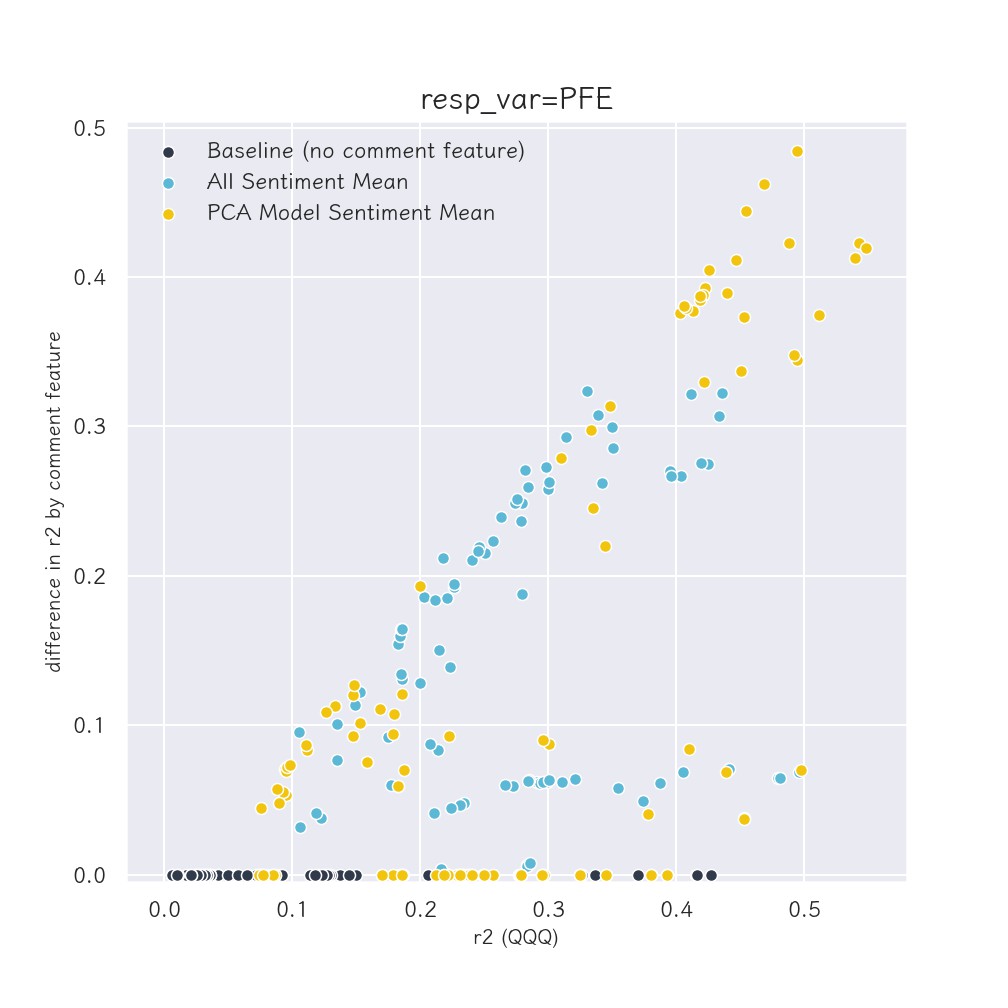 resp_var=PFE
Baseline (no comment feature)
All Sentiment Mean
PCA Model Sentiment Mean
difference in r2 by comment feature
0.5
0.4
0.3
0.2
0.1
0.0
0.0 0.1 0.2 0.3 0.4 0.5
r2 (QQQ)